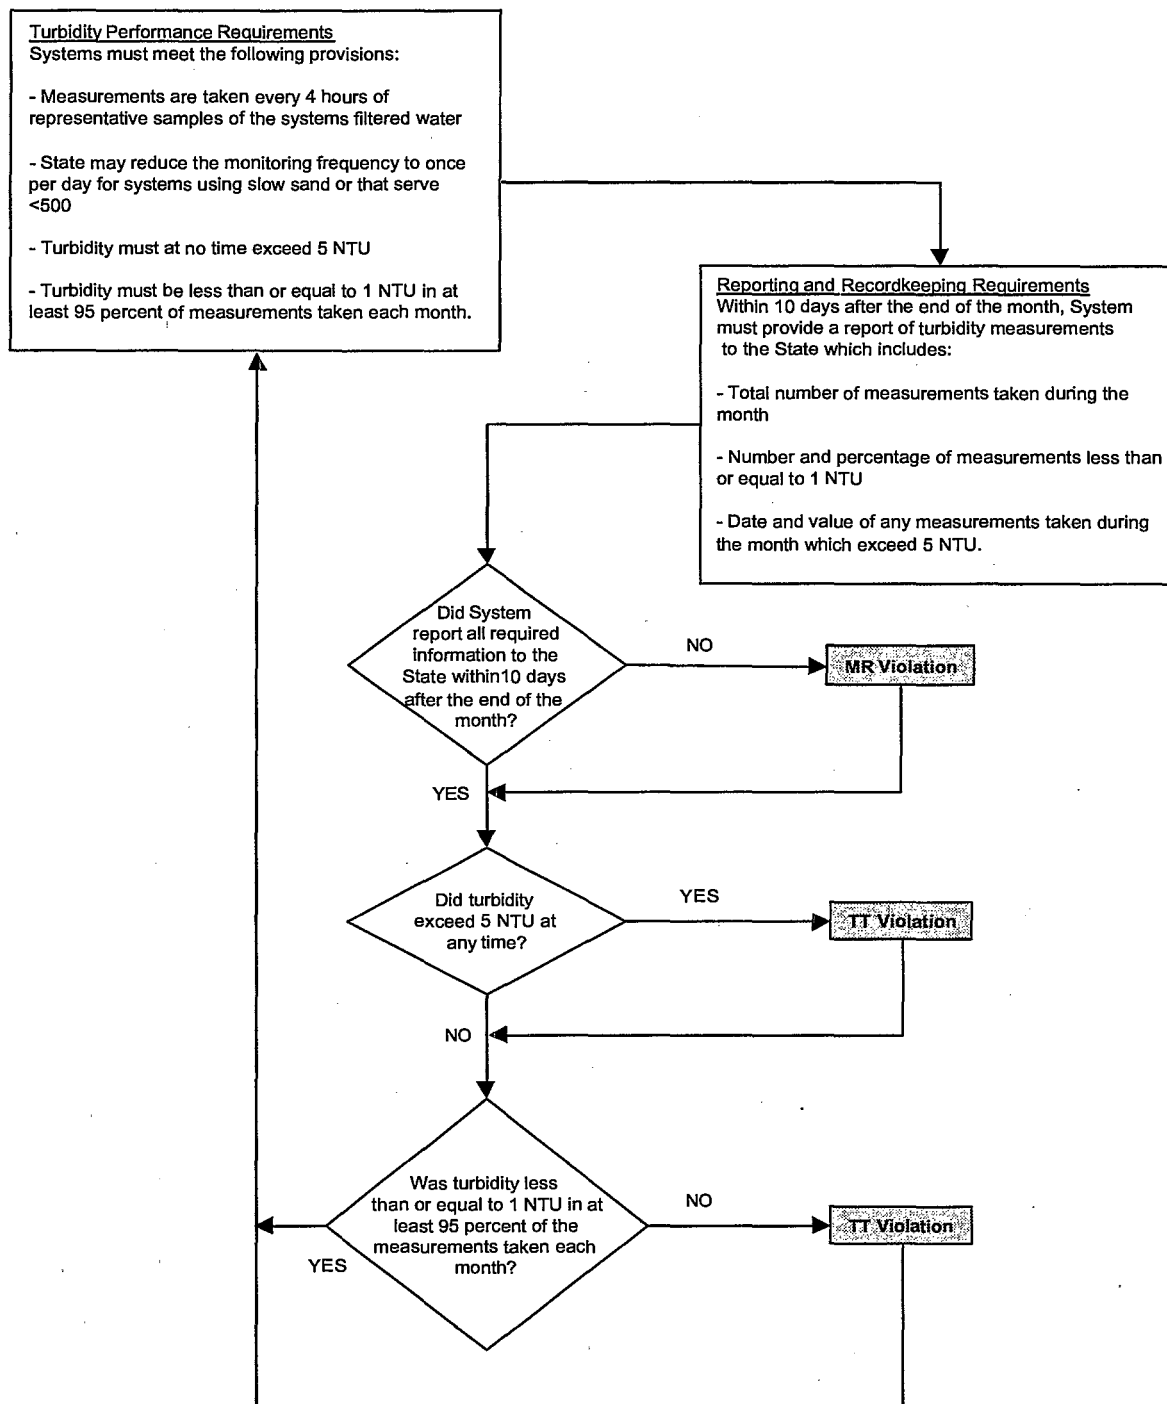 Turbidity Performance Requirements
Systems must meet the following provisions:
- Measurements are taken every 4 hours of
representative samples of the systems filtered water
- State may reduce the monitoring frequency to once
per day for systems using slow sand or that serve
<500
- Turbidity must at no time exceed 5 NTU
- Turbidity must be less than or equal to 1 NTU in at
least 95 percent of measurements taken each month.
Reporting and Recordkeeping Requirements
Within 10 days after the end of the month, System
must provide a report of turbidity measurements
to the State which includes:
- Total number of measurements taken during the
month
- Number and percentage of measurements less than
or equal to 1 NTU
- Date and value of any measurements taken during
the month which exceed 5 NTU.
Did System
report all required
information to the
State within10 days
after the end of the
month?
NO
MR Violation
YES
Did turbidity
exceed 5 NTU at
any time?
YES
TT Violation
NO
Was turbidity less
than or equal to 1 NTU in at
least 95 percent of the
measurements taken each
month?
NO
TT Violation
YES